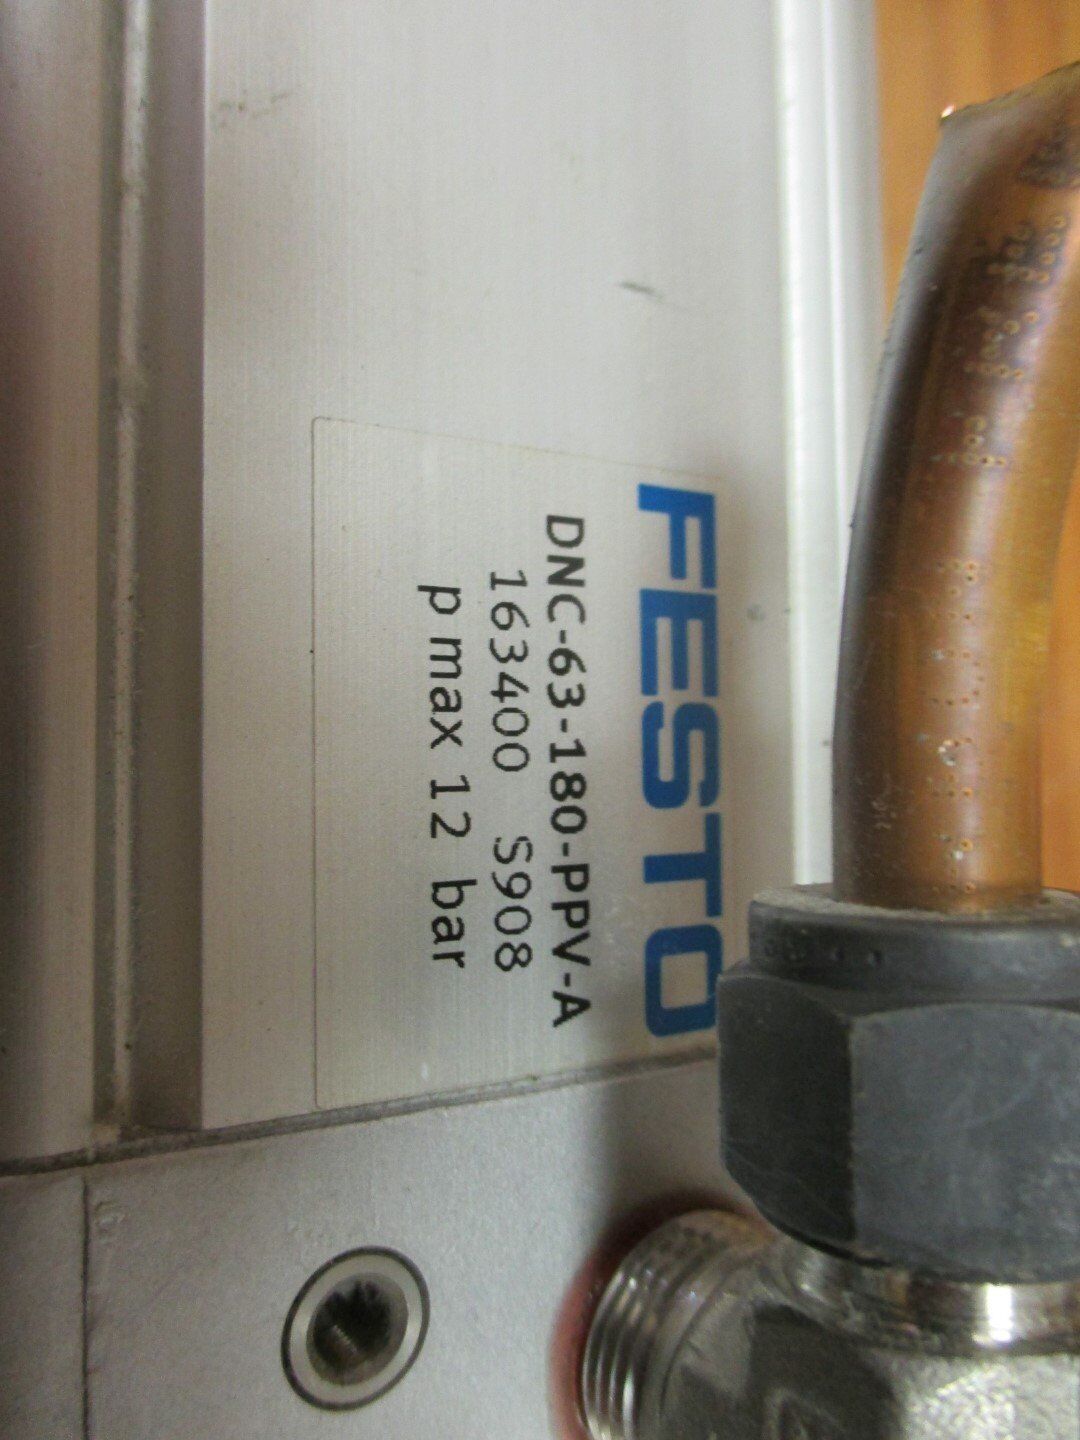 FESTO
DNC-63-180-PPV-A
163400 S908
p max 12 bar